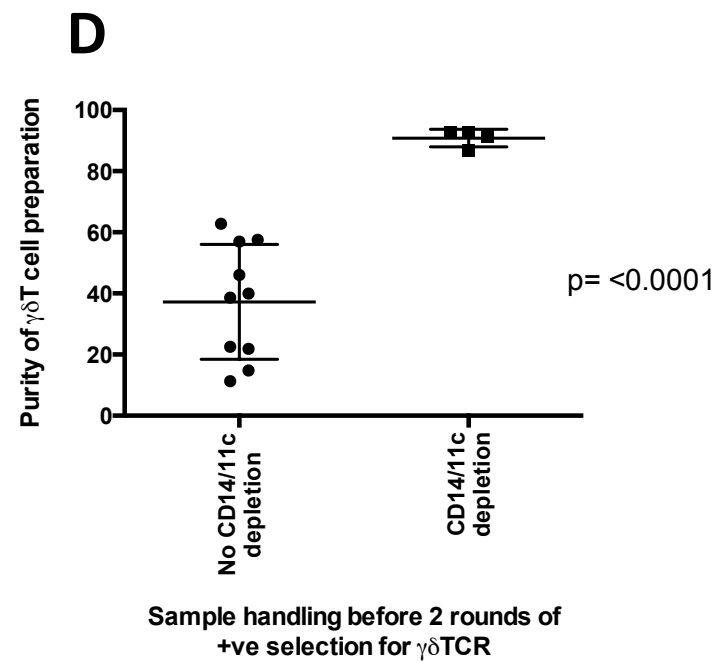 D
Purity of γδT cell preparation
100
80
60
40
20
0
p= <0.0001
No CD14/11c
depletion
CD14/11c
depletion
Sample handling before 2 rounds of
+ve selection for γδTCR